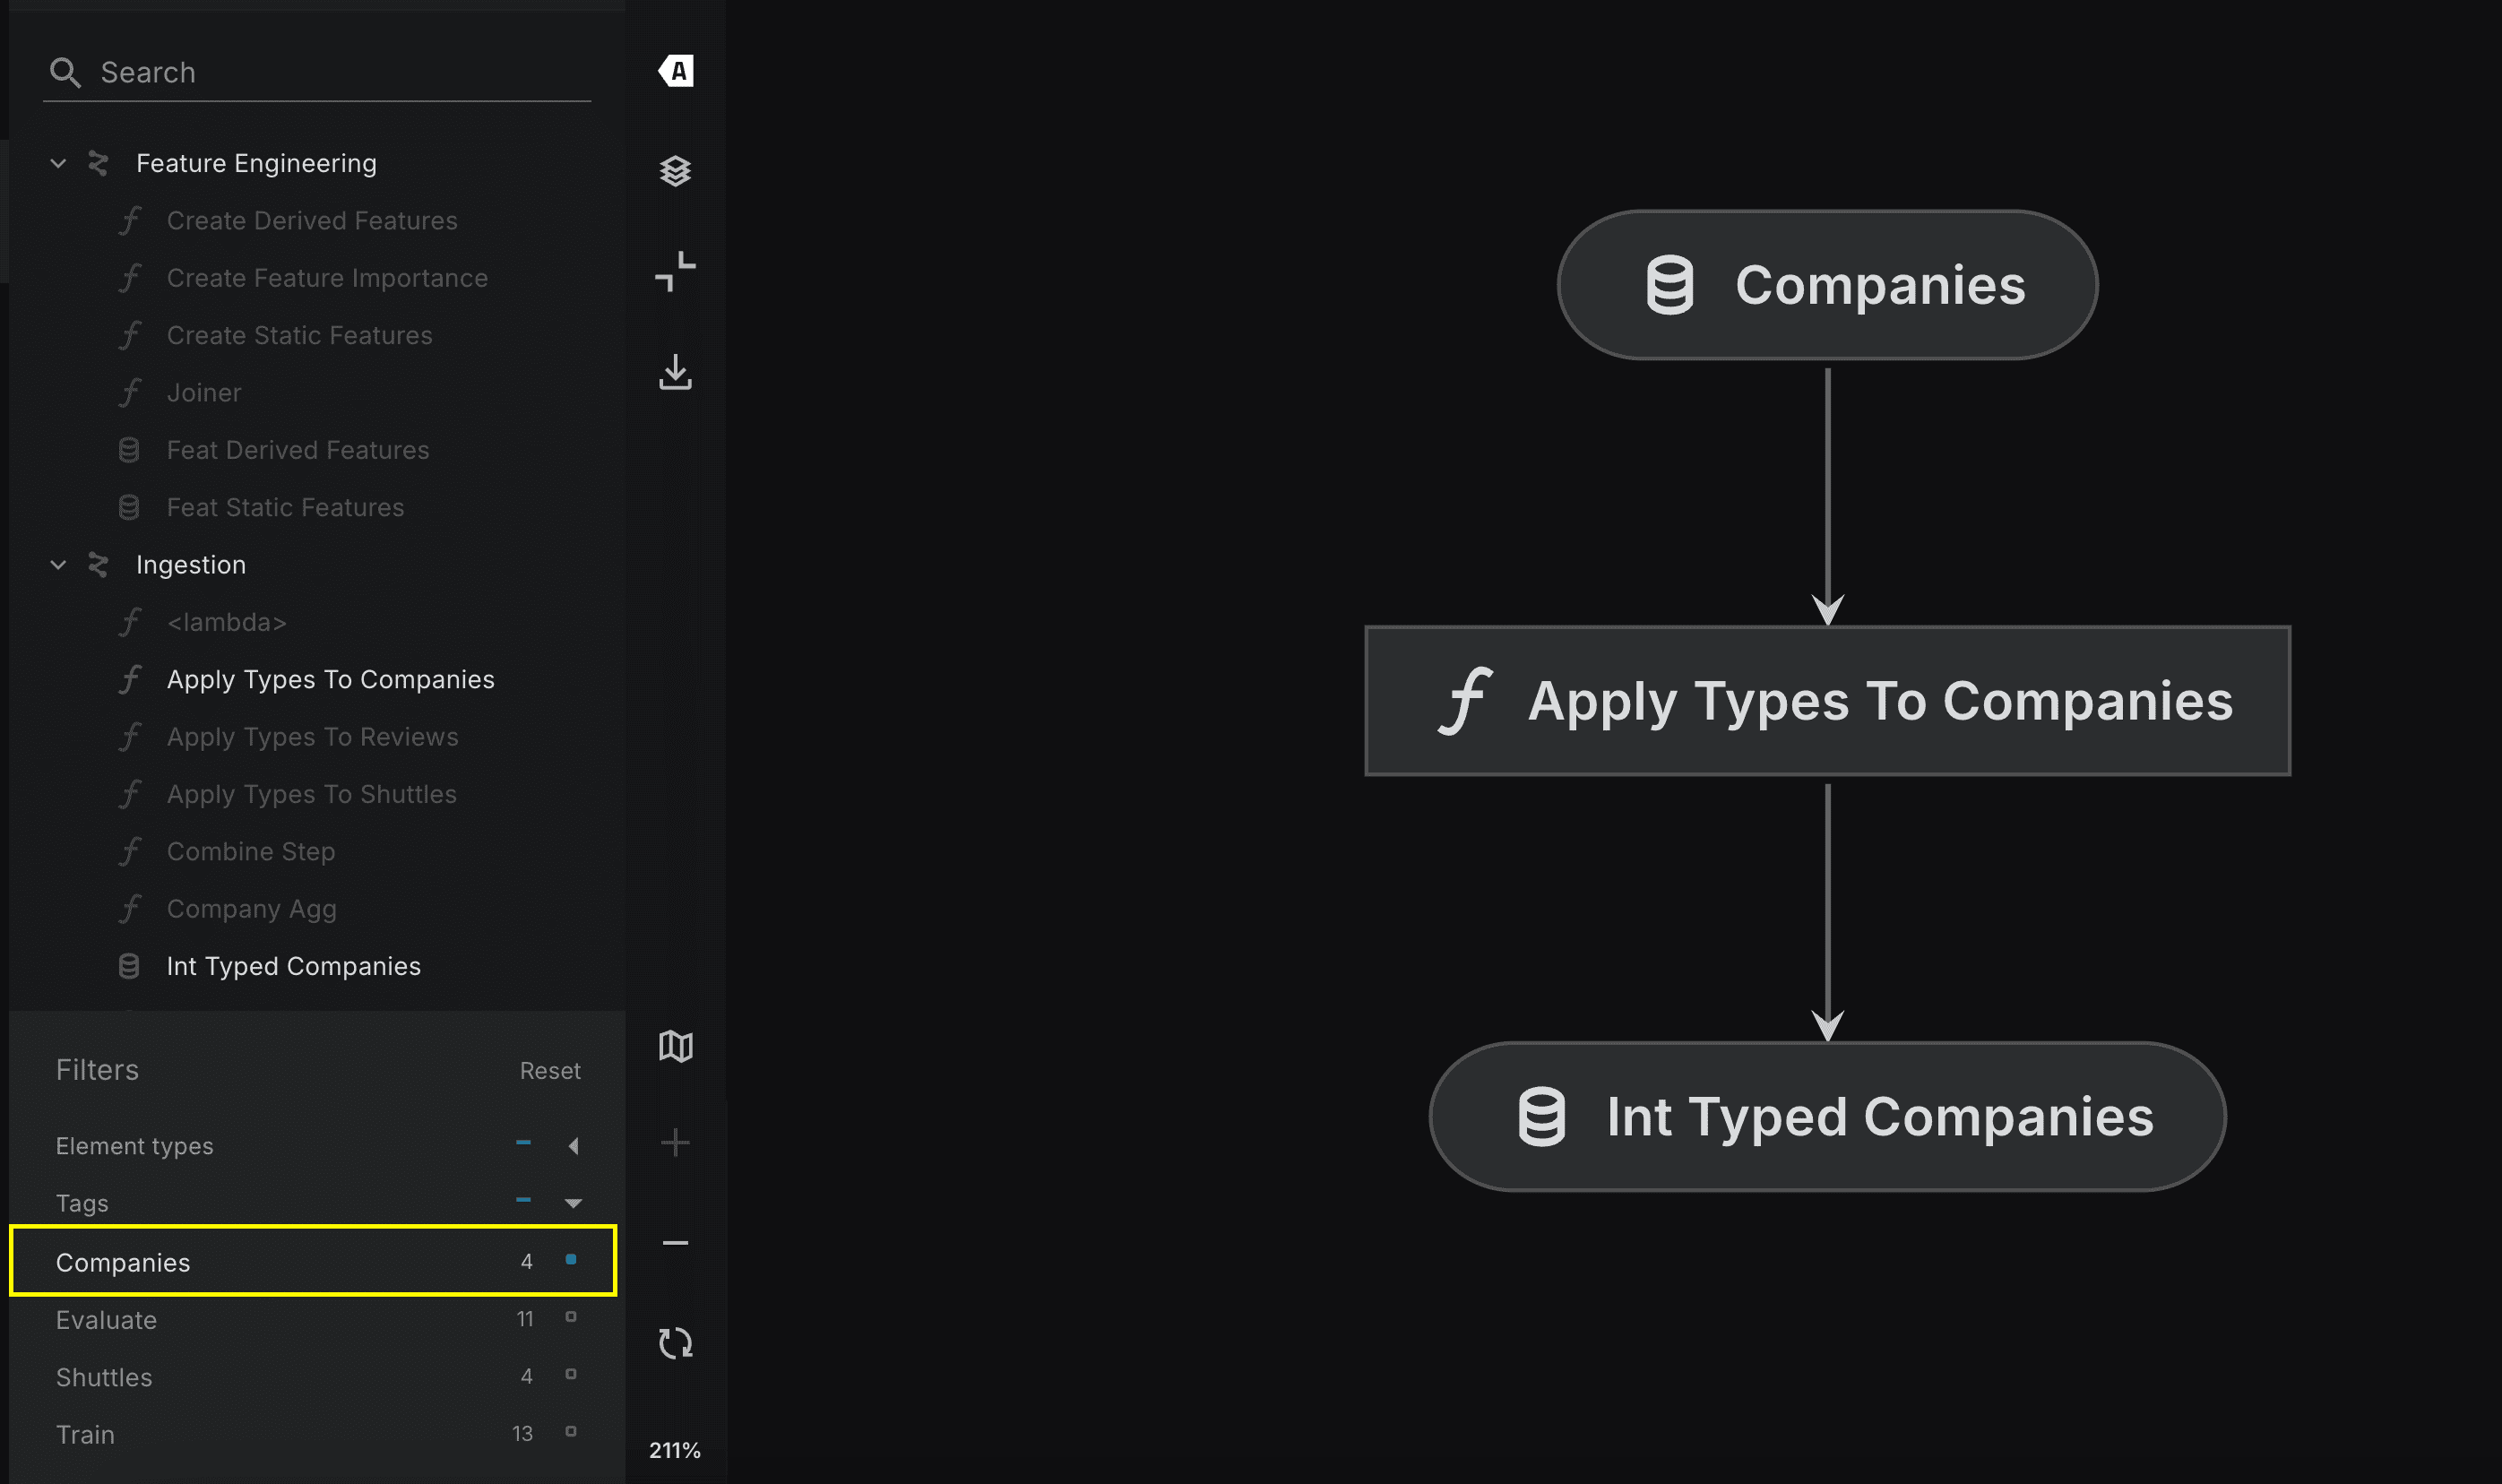 Search
Feature Engineering
Create Derived Features
Create Feature Importance
Create Static Features
Joiner
Feat Derived Features
Feat Static Features
Ingestion
<lambda>
Apply Types To Companies
Apply Types To Reviews
Apply Types To Shuttles
Combine Step
Company Agg
Int Typed Companies
Filters Reset
Element types
Tags
Companies 4
Evaluate 11
Shuttles 4
Train 13
A
211%
Companies
Apply Types To Companies
Int Typed Companies